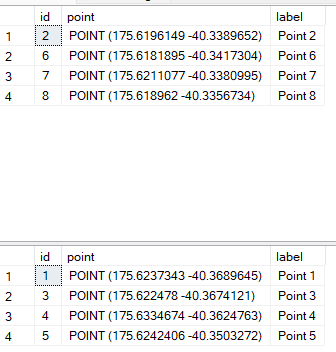 id point label
1 2 POINT (175.6196149 -40.3389652) Point 2
2 6 POINT (175.6181895 -40.3417304) Point 6
3 7 POINT (175.6211077 -40.3380995) Point 7
4 8 POINT (175.618962 -40.3356734) Point 8
id point label
1 1 POINT (175.6237343 -40.3689645) Point 1
2 3 POINT (175.622478 -40.3674121) Point 3
3 4 POINT (175.6334674 -40.3624763) Point 4
4 5 POINT (175.6242406 -40.3503272) Point 5